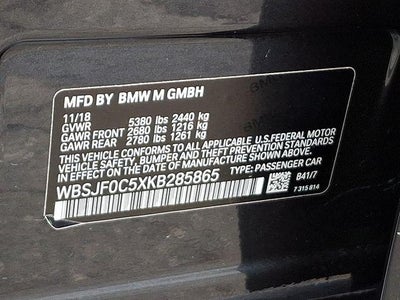 MFD BY BMW M GMBH
11/18
GVWR 5380 lbs 2440 kg
GAWR FRONT 2680 lbs 1216 kg
GAWR REAR 2780 lbs 1261 kg
THIS VEHICLE CONFORMS TO ALL APPLICABLE U.S.FEDERAL MOTOR
VEHICLE SAFETY, BUMPER, AND THEFT PREVENTION STANDARDS IN
EFFECT ON THE DATE OF MANUFACTURE SHOWN ABOVE.
WBSJF0C5XKB285865 TYPE: PASSENGER CAR
B41/7
7 315 814